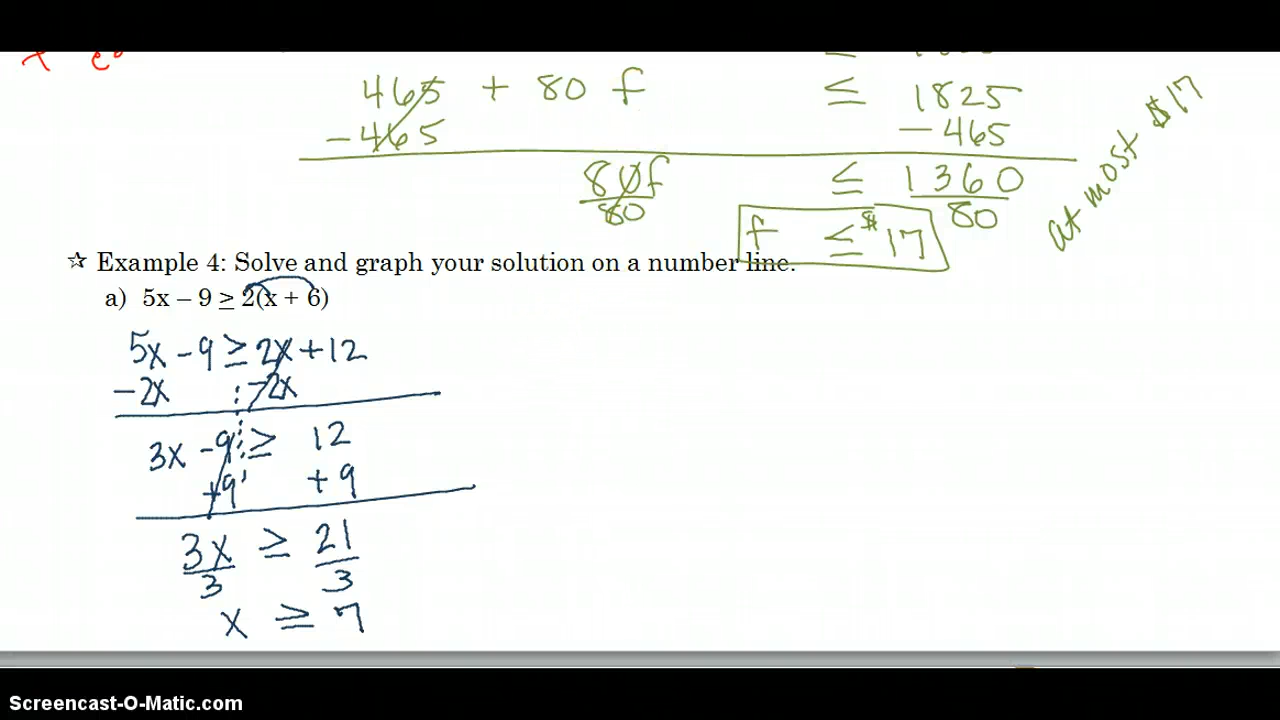 465 + 80 f ≤ 1825
-465 -465
80f ≤ 1360
80 80
f ≤ $17
at most $17
☆ Example 4: Solve and graph your solution on a number line.
a) 5x – 9 ≥ 2(x + 6)
5x - 9 ≥ 2x + 12
-2x -2x
3x - 9 ≥ 12
+9 +9
3x ≥ 21
3 3
x ≥ 7
Screencast-O-Matic.com